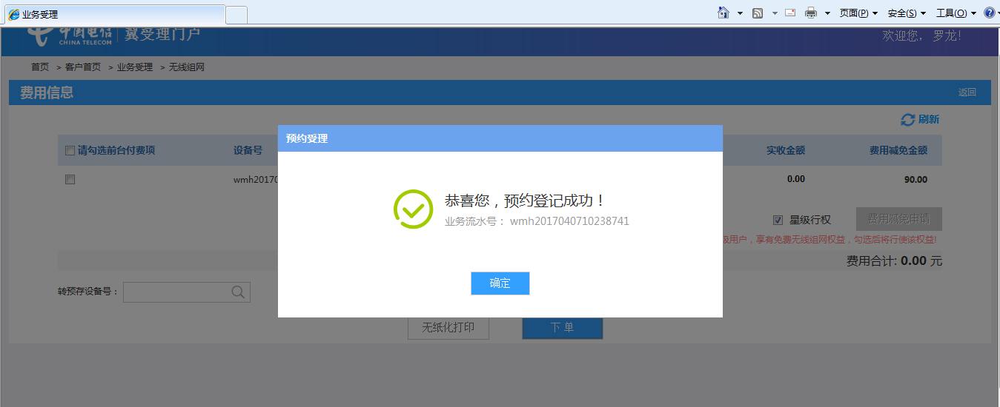 业务受理
页面(P)
安全(S)
工具(O)
中国电信
CHINA TELECOM
翼受理门户
欢迎您, 罗龙!
首页 > 客户首页 > 业务受理 > 无线组网
费用信息
返回
刷新
请勾选前台付费项
设备号
实收金额
费用减免金额
wmh20170
0.00
90.00
预约受理
恭喜您，预约登记成功！
业务流水号： wmh2017040710238741
确定
星级行权
费用减免申请
用户，享有免费无线组网权益，勾选后将行使该权益!
费用合计: 0.00 元
转预存设备号：
无纸化打印
下 单